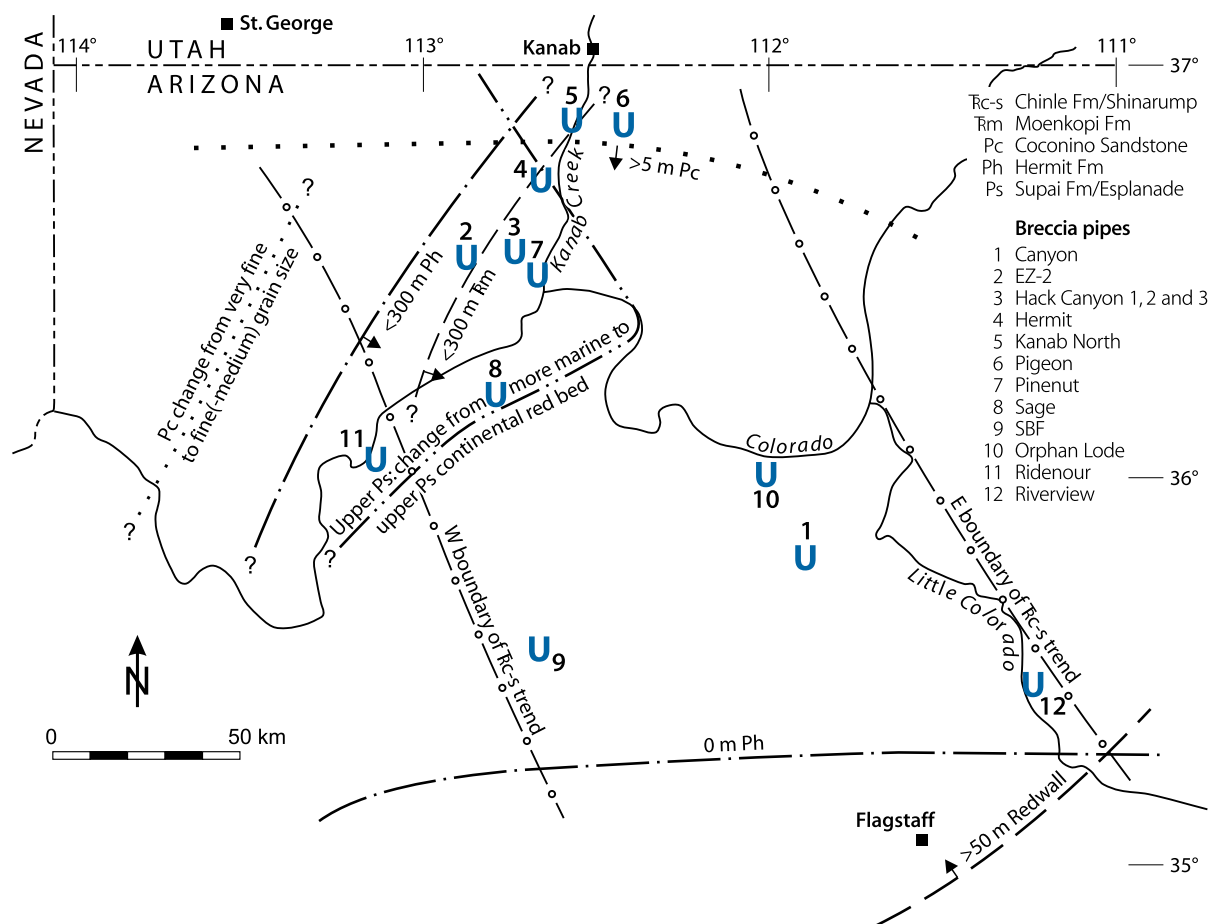 St. George
NEVADA
114°
UTAH
ARIZONA
113°
Kanab
112°
111°
37°
?
5
?
6
>5 m Pc
4
Kanab Creek
2
3
7
<300 m Ph
<300 m Ꞧm
?
Pc change from very fine
to fine(-medium) grain size
?
?
?
8
11
Upper Ps: change from more marine to
upper Ps continental red bed
?
Colorado
10
1
36°
W boundary of Ꞧc-s trend
E boundary of Ꞧc-s trend
Little Colorado
9
12
N
0 50 km
0 m Ph
Flagstaff
>50 m Redwall
35°
Ꞧc-s Chinle Fm/Shinarump
Ꞧm Moenkopi Fm
Pc Coconino Sandstone
Ph Hermit Fm
Ps Supai Fm/Esplanade
Breccia pipes
1 Canyon
2 EZ-2
3 Hack Canyon 1, 2 and 3
4 Hermit
5 Kanab North
6 Pigeon
7 Pinenut
8 Sage
9 SBF
10 Orphan Lode
11 Ridenour
12 Riverview
U
U
U
U
U
U
U
U
U
U
U
U